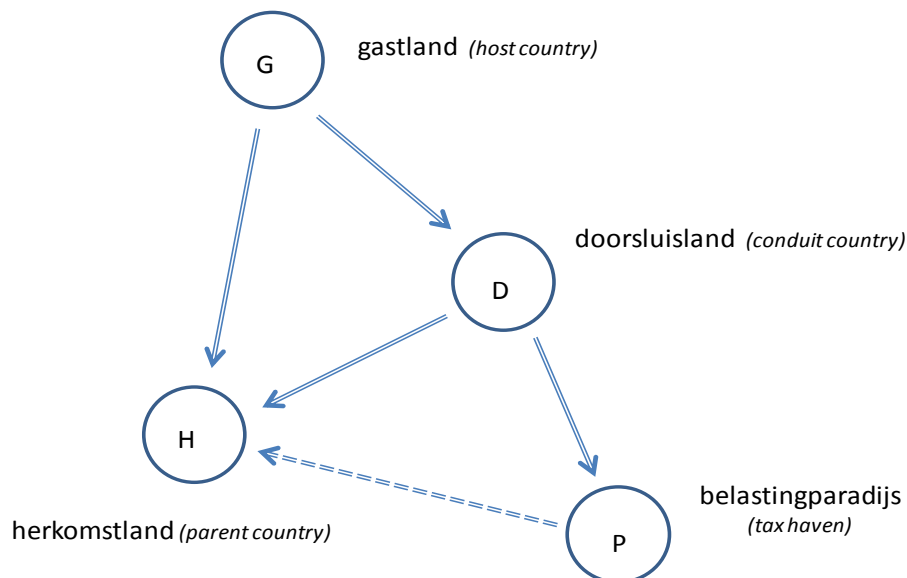 G
gastland (host country)
doorsluisland (conduit country)
D
H
herkomstland (parent country)
belastingparadijs
(tax haven)
P